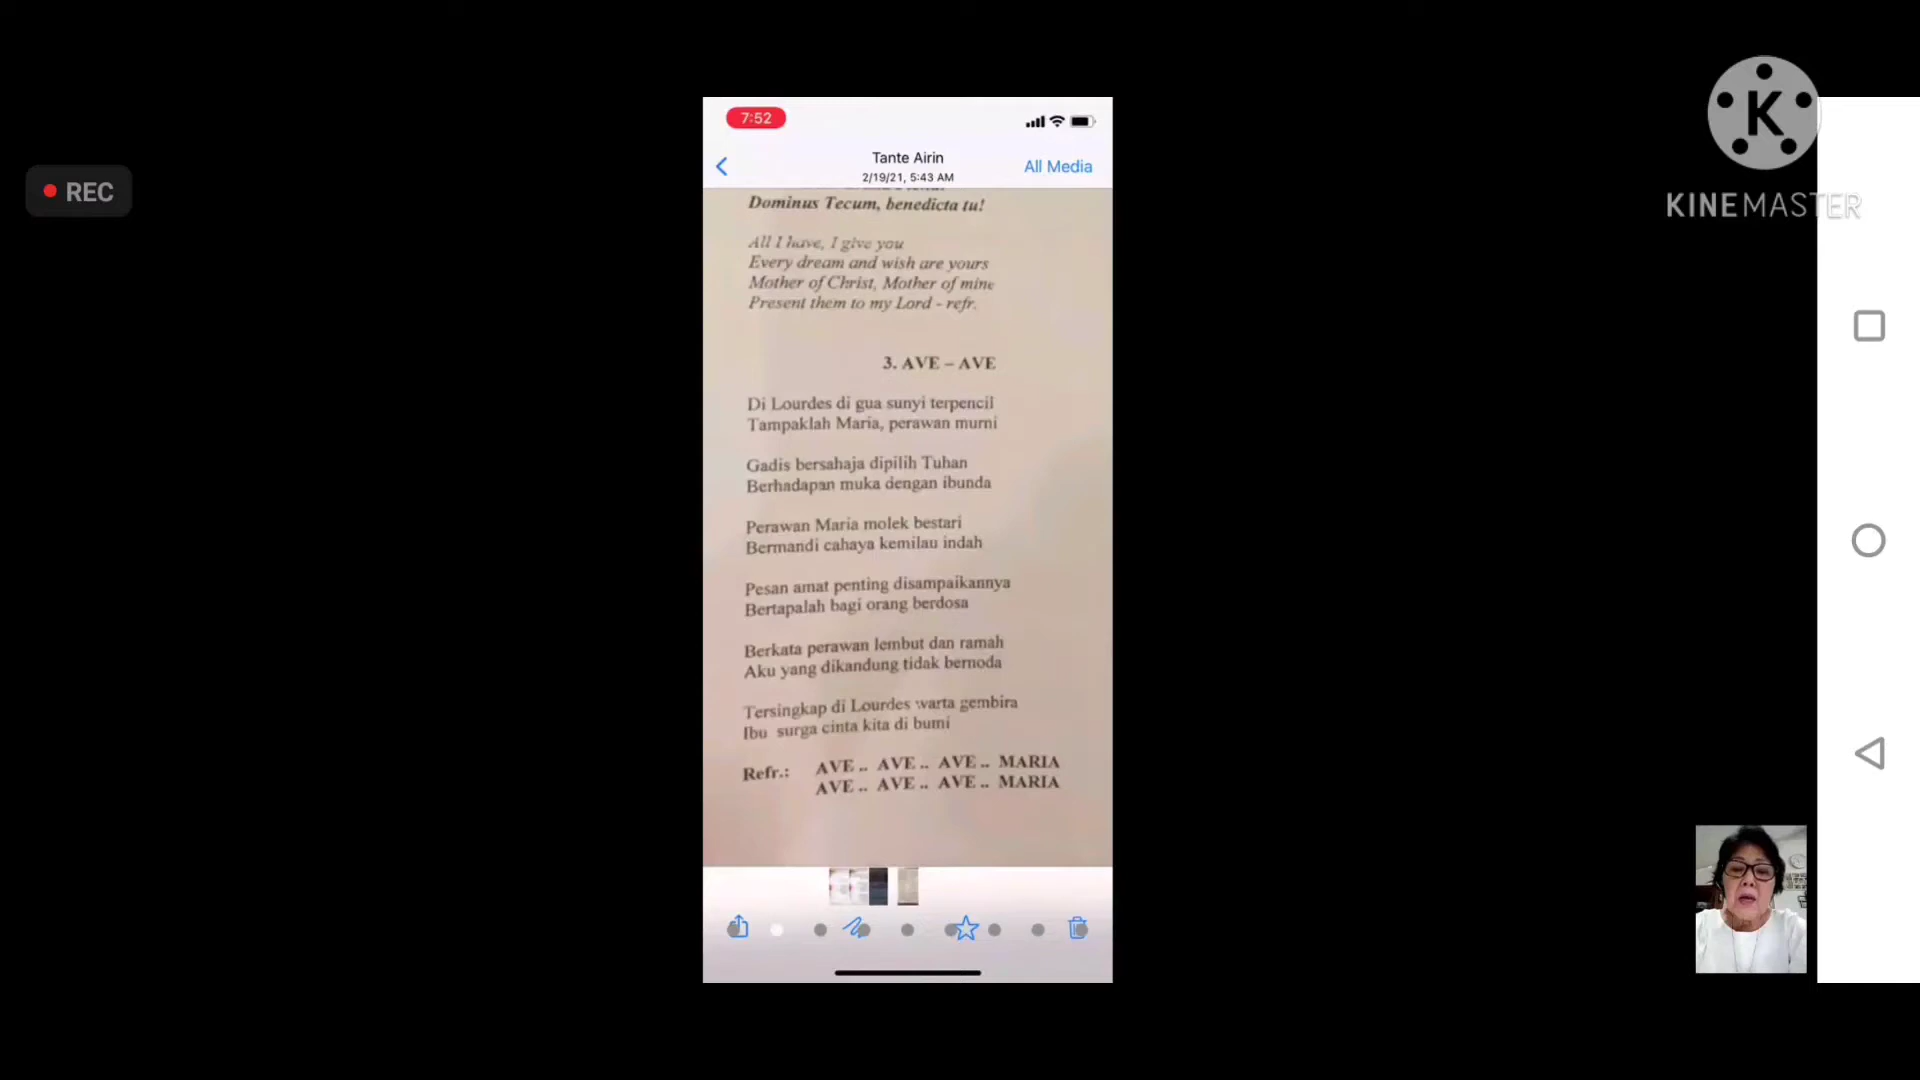 7:52
Tante Airin
2/19/21, 5:43 AM
All Media
REC
K
KINEMASTER
Dominus Tecum, benedicta tu!
All I have, I give you
Every dream and wish are yours
Mother of Christ, Mother of mine
Present them to my Lord - refr.
3. AVE – AVE
Di Lourdes di gua sunyi terpencil
Tampaklah Maria, perawan murni
Gadis bersahaja dipilih Tuhan
Berhadapan muka dengan ibunda
Perawan Maria molek bestari
Bermandi cahaya kemilau indah
Pesan amat penting disampaikannya
Bertapalah bagi orang berdosa
Berkata perawan lembut dan ramah
Aku yang dikandung tidak bernoda
Tersingkap di Lourdes warta gembira
Ibu surga cinta kita di bumi
Refr.: AVE .. AVE .. AVE .. MARIA
AVE .. AVE .. AVE .. MARIA